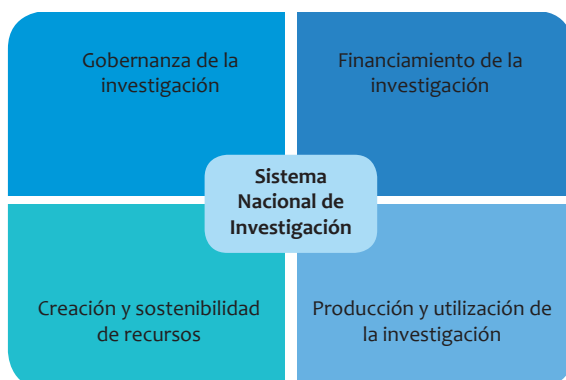 Gobernanza de la
investigación
Financiamiento de la
investigación
Sistema
Nacional de
Investigación
Creación y sostenibilidad
de recursos
Producción y utilización de
la investigación